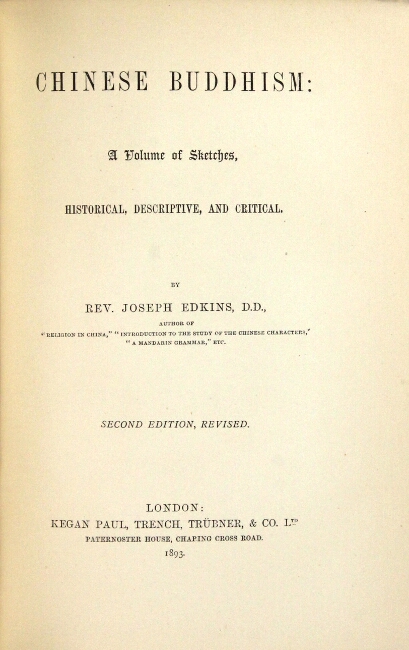 CHINESE BUDDHISM:
A Volume of Sketches,
HISTORICAL, DESCRIPTIVE, AND CRITICAL.
BY
REV. JOSEPH EDKINS, D.D.,
AUTHOR OF
"RELIGION IN CHINA," "INTRODUCTION TO THE STUDY OF THE CHINESE CHARACTERS,"
"A MANDARIN GRAMMAR," ETC.
SECOND EDITION, REVISED.
LONDON:
KEGAN PAUL, TRENCH, TRÜBNER, & CO. LTD
PATERNOSTER HOUSE, CHARING CROSS ROAD.
1893.